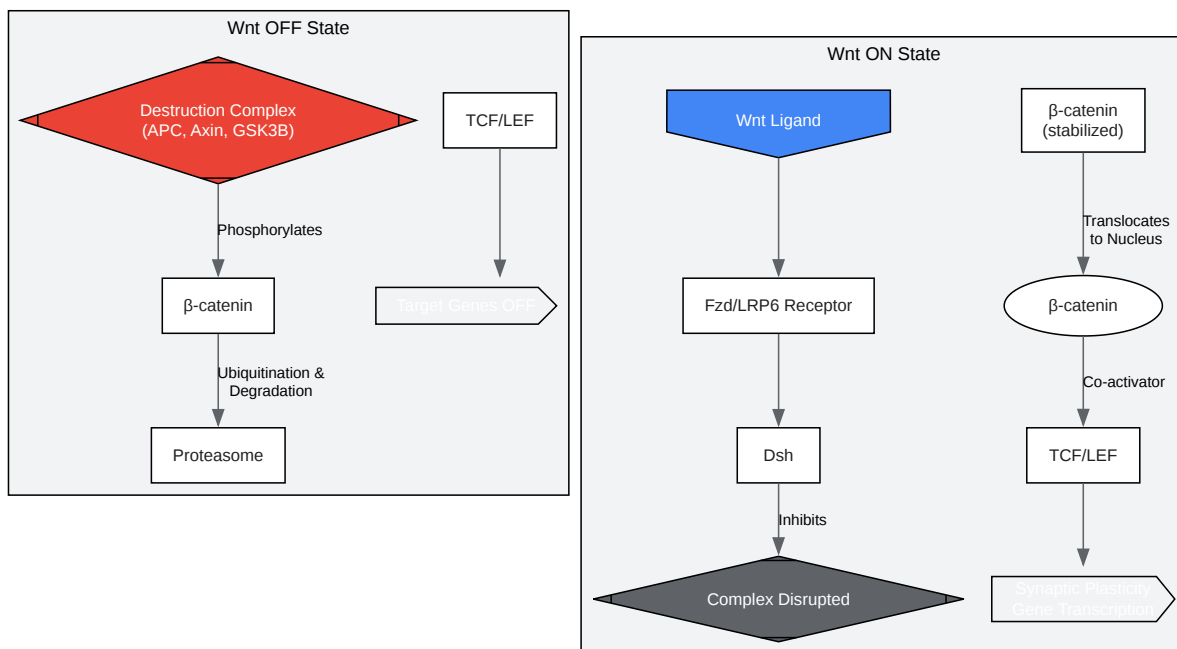 Wnt OFF State
Destruction Complex
(APC, Axin, GSK3B)
TCF/LEF
Phosphorylates
β-catenin
Target Genes OFF
Ubiquitination &
Degradation
Proteasome
Wnt ON State
Wnt Ligand
β-catenin
(stabilized)
Translocates
to Nucleus
Fzd/LRP6 Receptor
β-catenin
Co-activator
Dsh
TCF/LEF
Inhibits
Complex Disrupted
Synaptic Plasticity
Gene Transcription